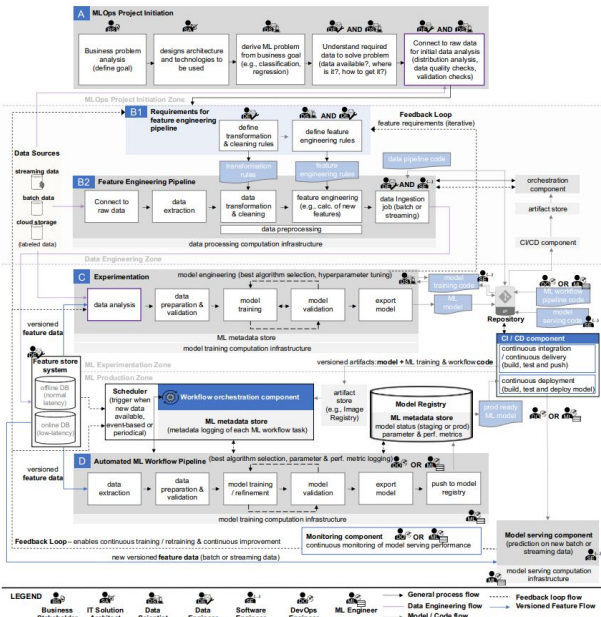 A MLOps Project Initiation
AND
AND
Business problem
analysis
(define goal)
designs architecture
and technologies to
be used
derive ML problem
from business goal
(e.g., classification,
regression)
Understand required
data to solve problem
(data available?, where
is it?, how to get it?)
Connect to raw data
for initial data analysis
(distribution analysis,
data quality checks,
validation checks)
MLOps Project Initiation Zone
B1 Requirements for
feature engineering
pipeline
AND
define
transformation
& cleaning rules
define feature
engineering rules
Feedback Loop
feature requirements (iterative)
transformation
rules
feature
engineering rules
data pipeline code
Data Sources
streaming data
batch data
cloud storage
(labeled data)
B2 Feature Engineering Pipeline
AND
Connect to
raw data
data
extraction
data
transformation
& cleaning
feature engineering
(e.g., calc. of new
features)
data Ingestion
job (batch or
streaming)
data preprocessing
data processing computation infrastructure
orchestration
component
artifact store
CI/CD component
Data Engineering Zone
C Experimentation
model engineering (best algorithm selection, hyperparameter tuning)
data analysis
data
preparation &
validation
model
training
model
validation
export
model
ML metadata store
model training computation infrastructure
model
training code
ML
model
OR
ML workflow
pipeline code
model
serving code
Repository
versioned
feature data
Feature store
system
offline DB
(normal
latency)
online DB
(low-latency)
versioned
feature data
CI / CD component
continuous integration
/ continuous delivery
(build, test and push)
continuous deployment
(build, test and deploy model)
ML Experimentation Zone
ML Production Zone
versioned artifacts: model + ML training & workflow code
Scheduler
(trigger when
new data
available,
event-based or
periodical)
Workflow orchestration component
ML metadata store
(metadata logging of each ML workflow task)
artifact
store
(e.g., Image
Registry)
Model Registry
ML metadata store
model status (staging or prod)
parameter & perf. metrics
prod ready
ML model
OR
D Automated ML Workflow Pipeline
(best algorithm selection, parameter & perf. metric logging)
OR
data
extraction
data
preparation &
validation
model
training /
refinement
model
validation
export
model
push to model
registry
model training computation infrastructure
Feedback Loop – enables continuous training / retraining & continuous improvement
Monitoring component
OR
continuous monitoring of model serving performance
new versioned feature data (batch or streaming data)
Model serving component
(prediction on new batch or
streaming data)
model serving computation
infrastructure
LEGEND
Business
IT Solution
Data
Data
Software
DevOps
ML Engineer
General process flow
Data Engineering flow
Model / Code flow
Feedback loop flow
Versioned Feature Flow